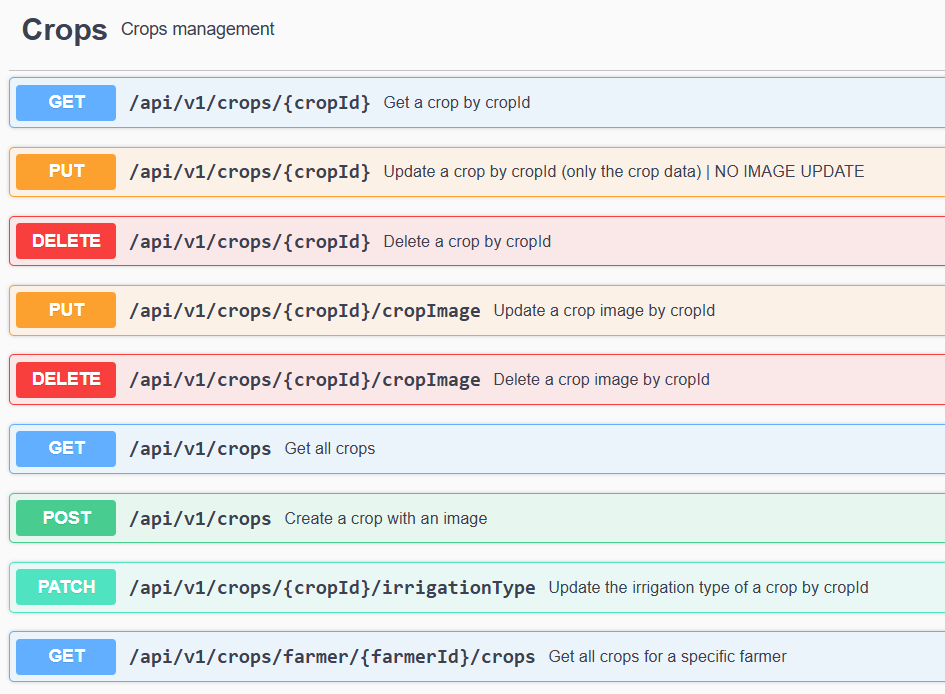 Crops Crops management
GET /api/v1/crops/{cropId} Get a crop by cropId
PUT /api/v1/crops/{cropId} Update a crop by cropId (only the crop data) | NO IMAGE UPDATE
DELETE /api/v1/crops/{cropId} Delete a crop by cropId
PUT /api/v1/crops/{cropId}/cropImage Update a crop image by cropId
DELETE /api/v1/crops/{cropId}/cropImage Delete a crop image by cropId
GET /api/v1/crops Get all crops
POST /api/v1/crops Create a crop with an image
PATCH /api/v1/crops/{cropId}/irrigationType Update the irrigation type of a crop by cropId
GET /api/v1/crops/farmer/{farmerId}/crops Get all crops for a specific farmer